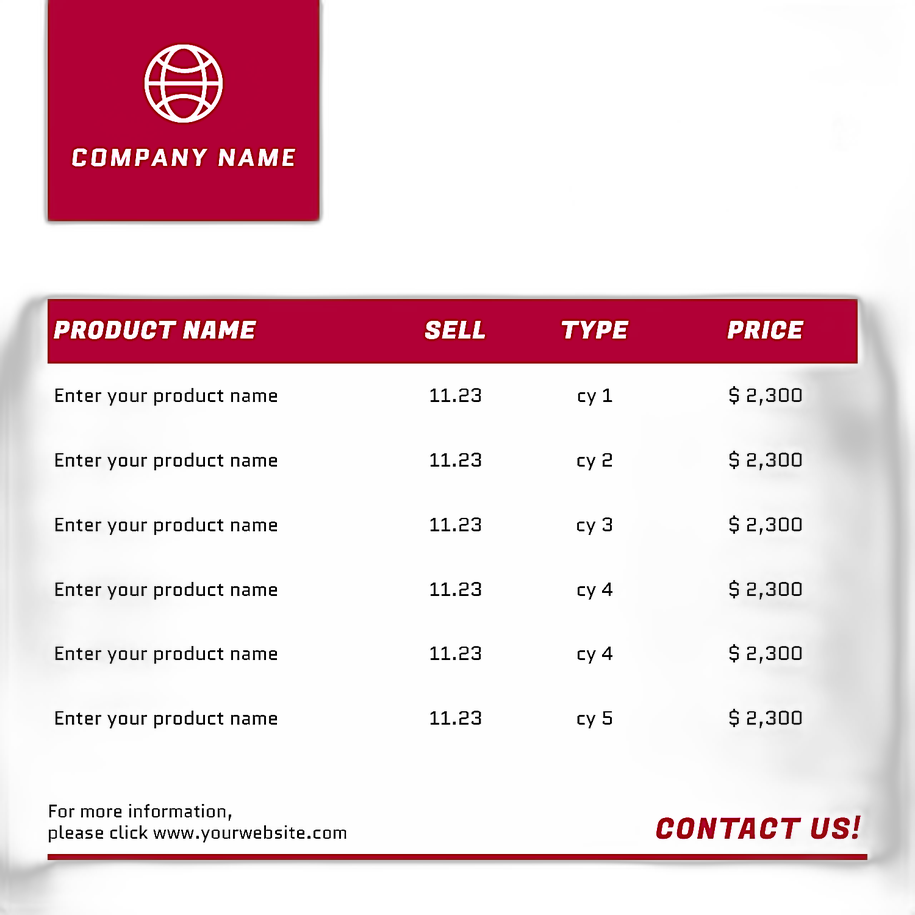 COMPANY NAME
PRODUCT NAME SELL TYPE PRICE
Enter your product name 11.23 cy 1 $ 2,300
Enter your product name 11.23 cy 2 $ 2,300
Enter your product name 11.23 cy 3 $ 2,300
Enter your product name 11.23 cy 4 $ 2,300
Enter your product name 11.23 cy 4 $ 2,300
Enter your product name 11.23 cy 5 $ 2,300
For more information,
please click www.yourwebsite.com
CONTACT US!